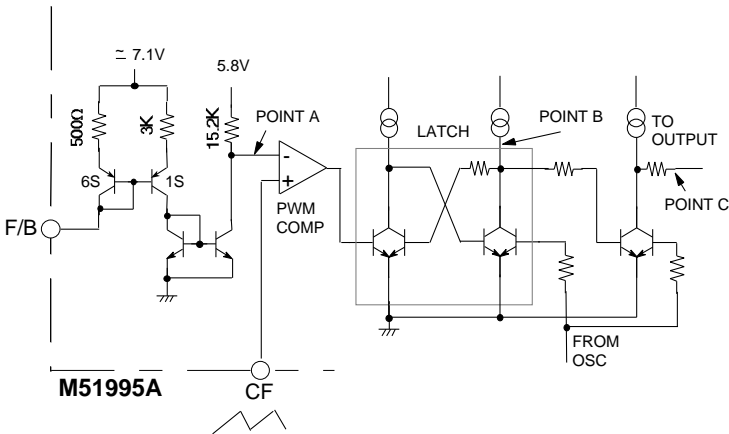 ≃ 7.1V
5.8V
500Ω
3K
15.2K
POINT A
LATCH
POINT B
TO
OUTPUT
6S
1S
-
+
PWM
COMP
POINT C
F/B
FROM
OSC
M51995A
CF